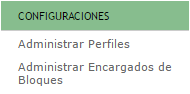 CONFIGURACIONES
Administrar Perfiles
Administrar Encargados de
Bloques